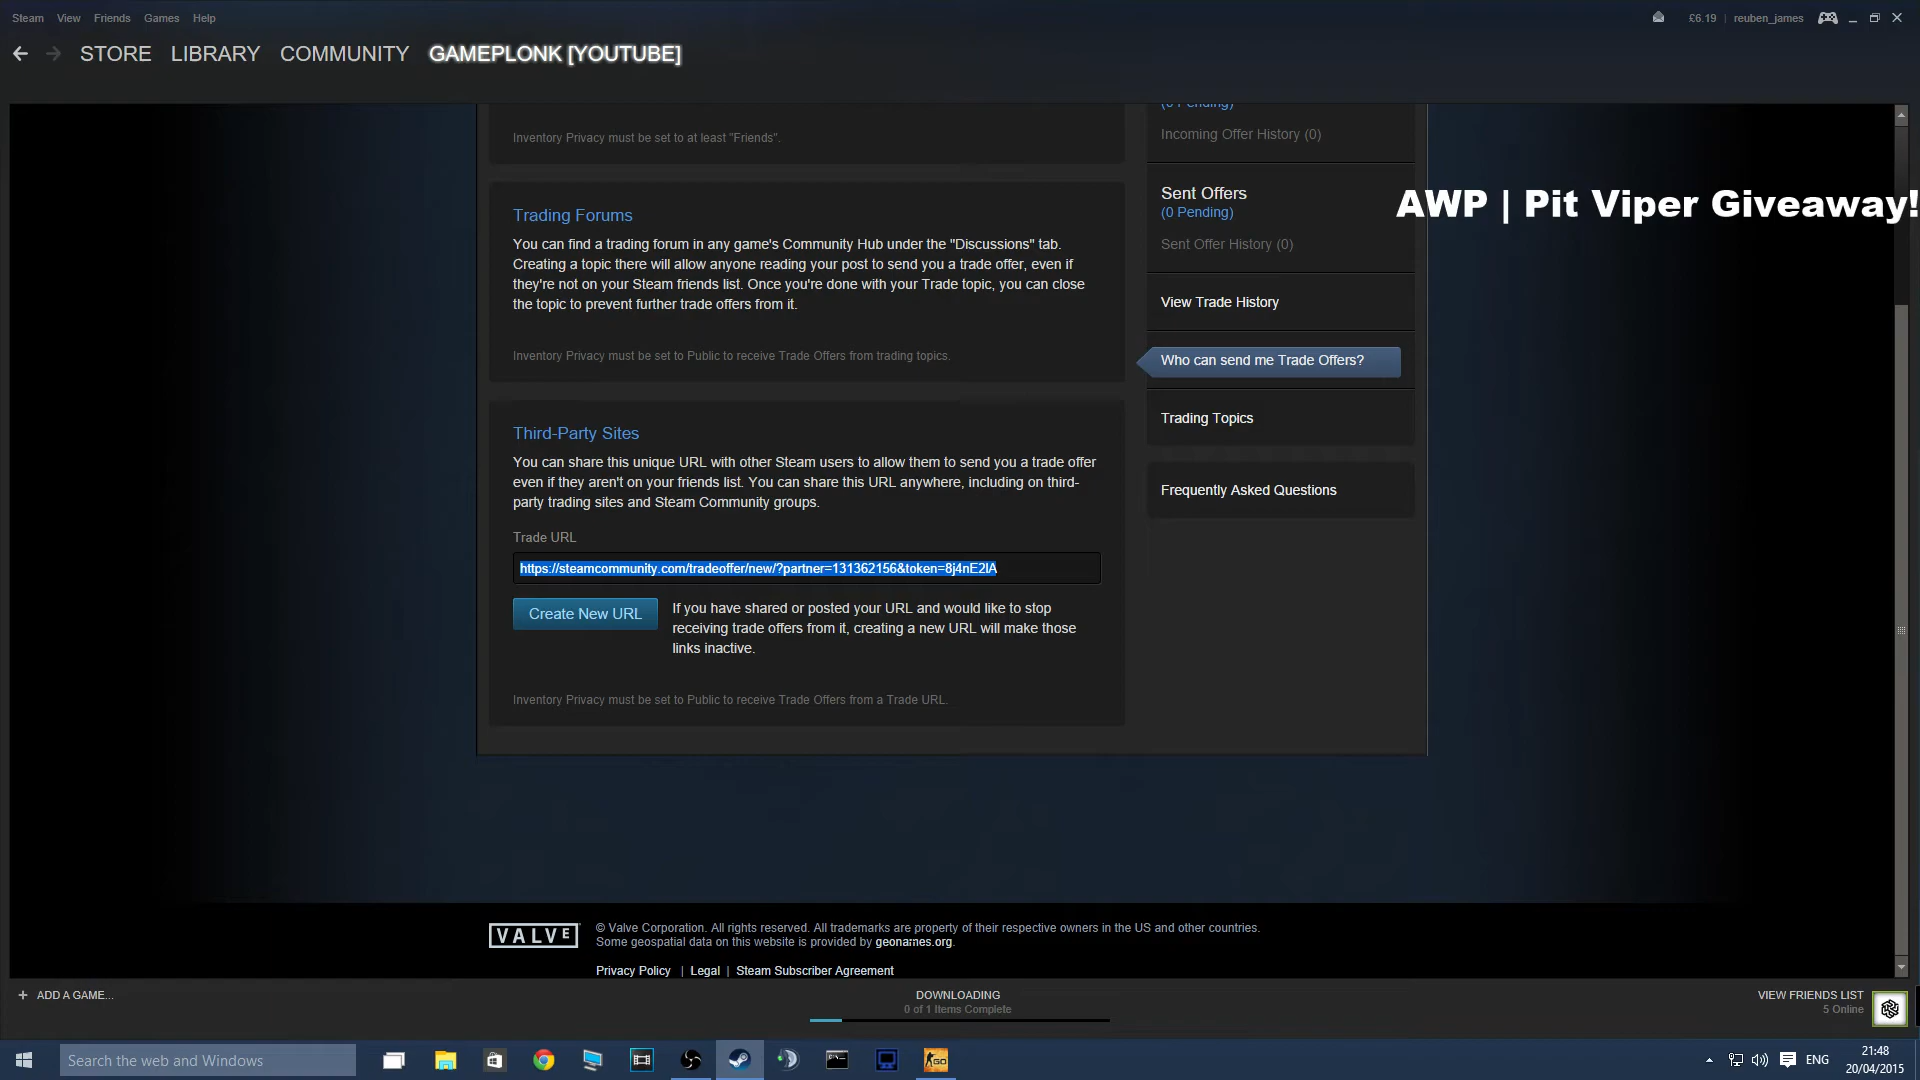 Steam View Friends Games Help
£6.19 | reuben_james
STORE LIBRARY COMMUNITY GAMEPLONK [YOUTUBE]
Inventory Privacy must be set to at least "Friends".
Trading Forums
You can find a trading forum in any game's Community Hub under the "Discussions" tab.
Creating a topic there will allow anyone reading your post to send you a trade offer, even if
they're not on your Steam friends list. Once you're done with your Trade topic, you can close
the topic to prevent further trade offers from it.
Inventory Privacy must be set to Public to receive Trade Offers from trading topics.
Third-Party Sites
You can share this unique URL with other Steam users to allow them to send you a trade offer
even if they aren't on your friends list. You can share this URL anywhere, including on third-
party trading sites and Steam Community groups.
Trade URL
https://steamcommunity.com/tradeoffer/new/?partner=131362156&token=8j4nE2lA
Create New URL
If you have shared or posted your URL and would like to stop
receiving trade offers from it, creating a new URL will make those
links inactive.
Inventory Privacy must be set to Public to receive Trade Offers from a Trade URL.
(0 Pending)
Incoming Offer History (0)
Sent Offers
(0 Pending)
Sent Offer History (0)
View Trade History
Who can send me Trade Offers?
Trading Topics
Frequently Asked Questions
AWP | Pit Viper Giveaway!
VALVE
© Valve Corporation. All rights reserved. All trademarks are property of their respective owners in the US and other countries.
Some geospatial data on this website is provided by geonames.org.
Privacy Policy | Legal | Steam Subscriber Agreement
+ ADD A GAME...
DOWNLOADING
0 of 1 Items Complete
VIEW FRIENDS LIST
5 Online
Search the web and Windows
GO
ENG
21:48
20/04/2015